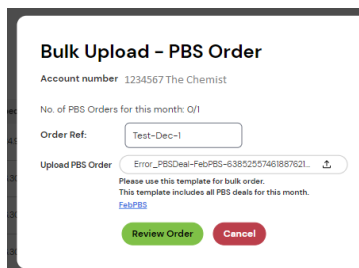 Bulk Upload - PBS Order
Account number 1234567 The Chemist
No. of PBS Orders for this month: 0/1
Order Ref: Test-Dec-1
Upload PBS Order Error_PBSDeal-FebPBS-63852557461887621...
Please use this template for bulk order.
This template includes all PBS deals for this month.
FebPBS
Review Order Cancel